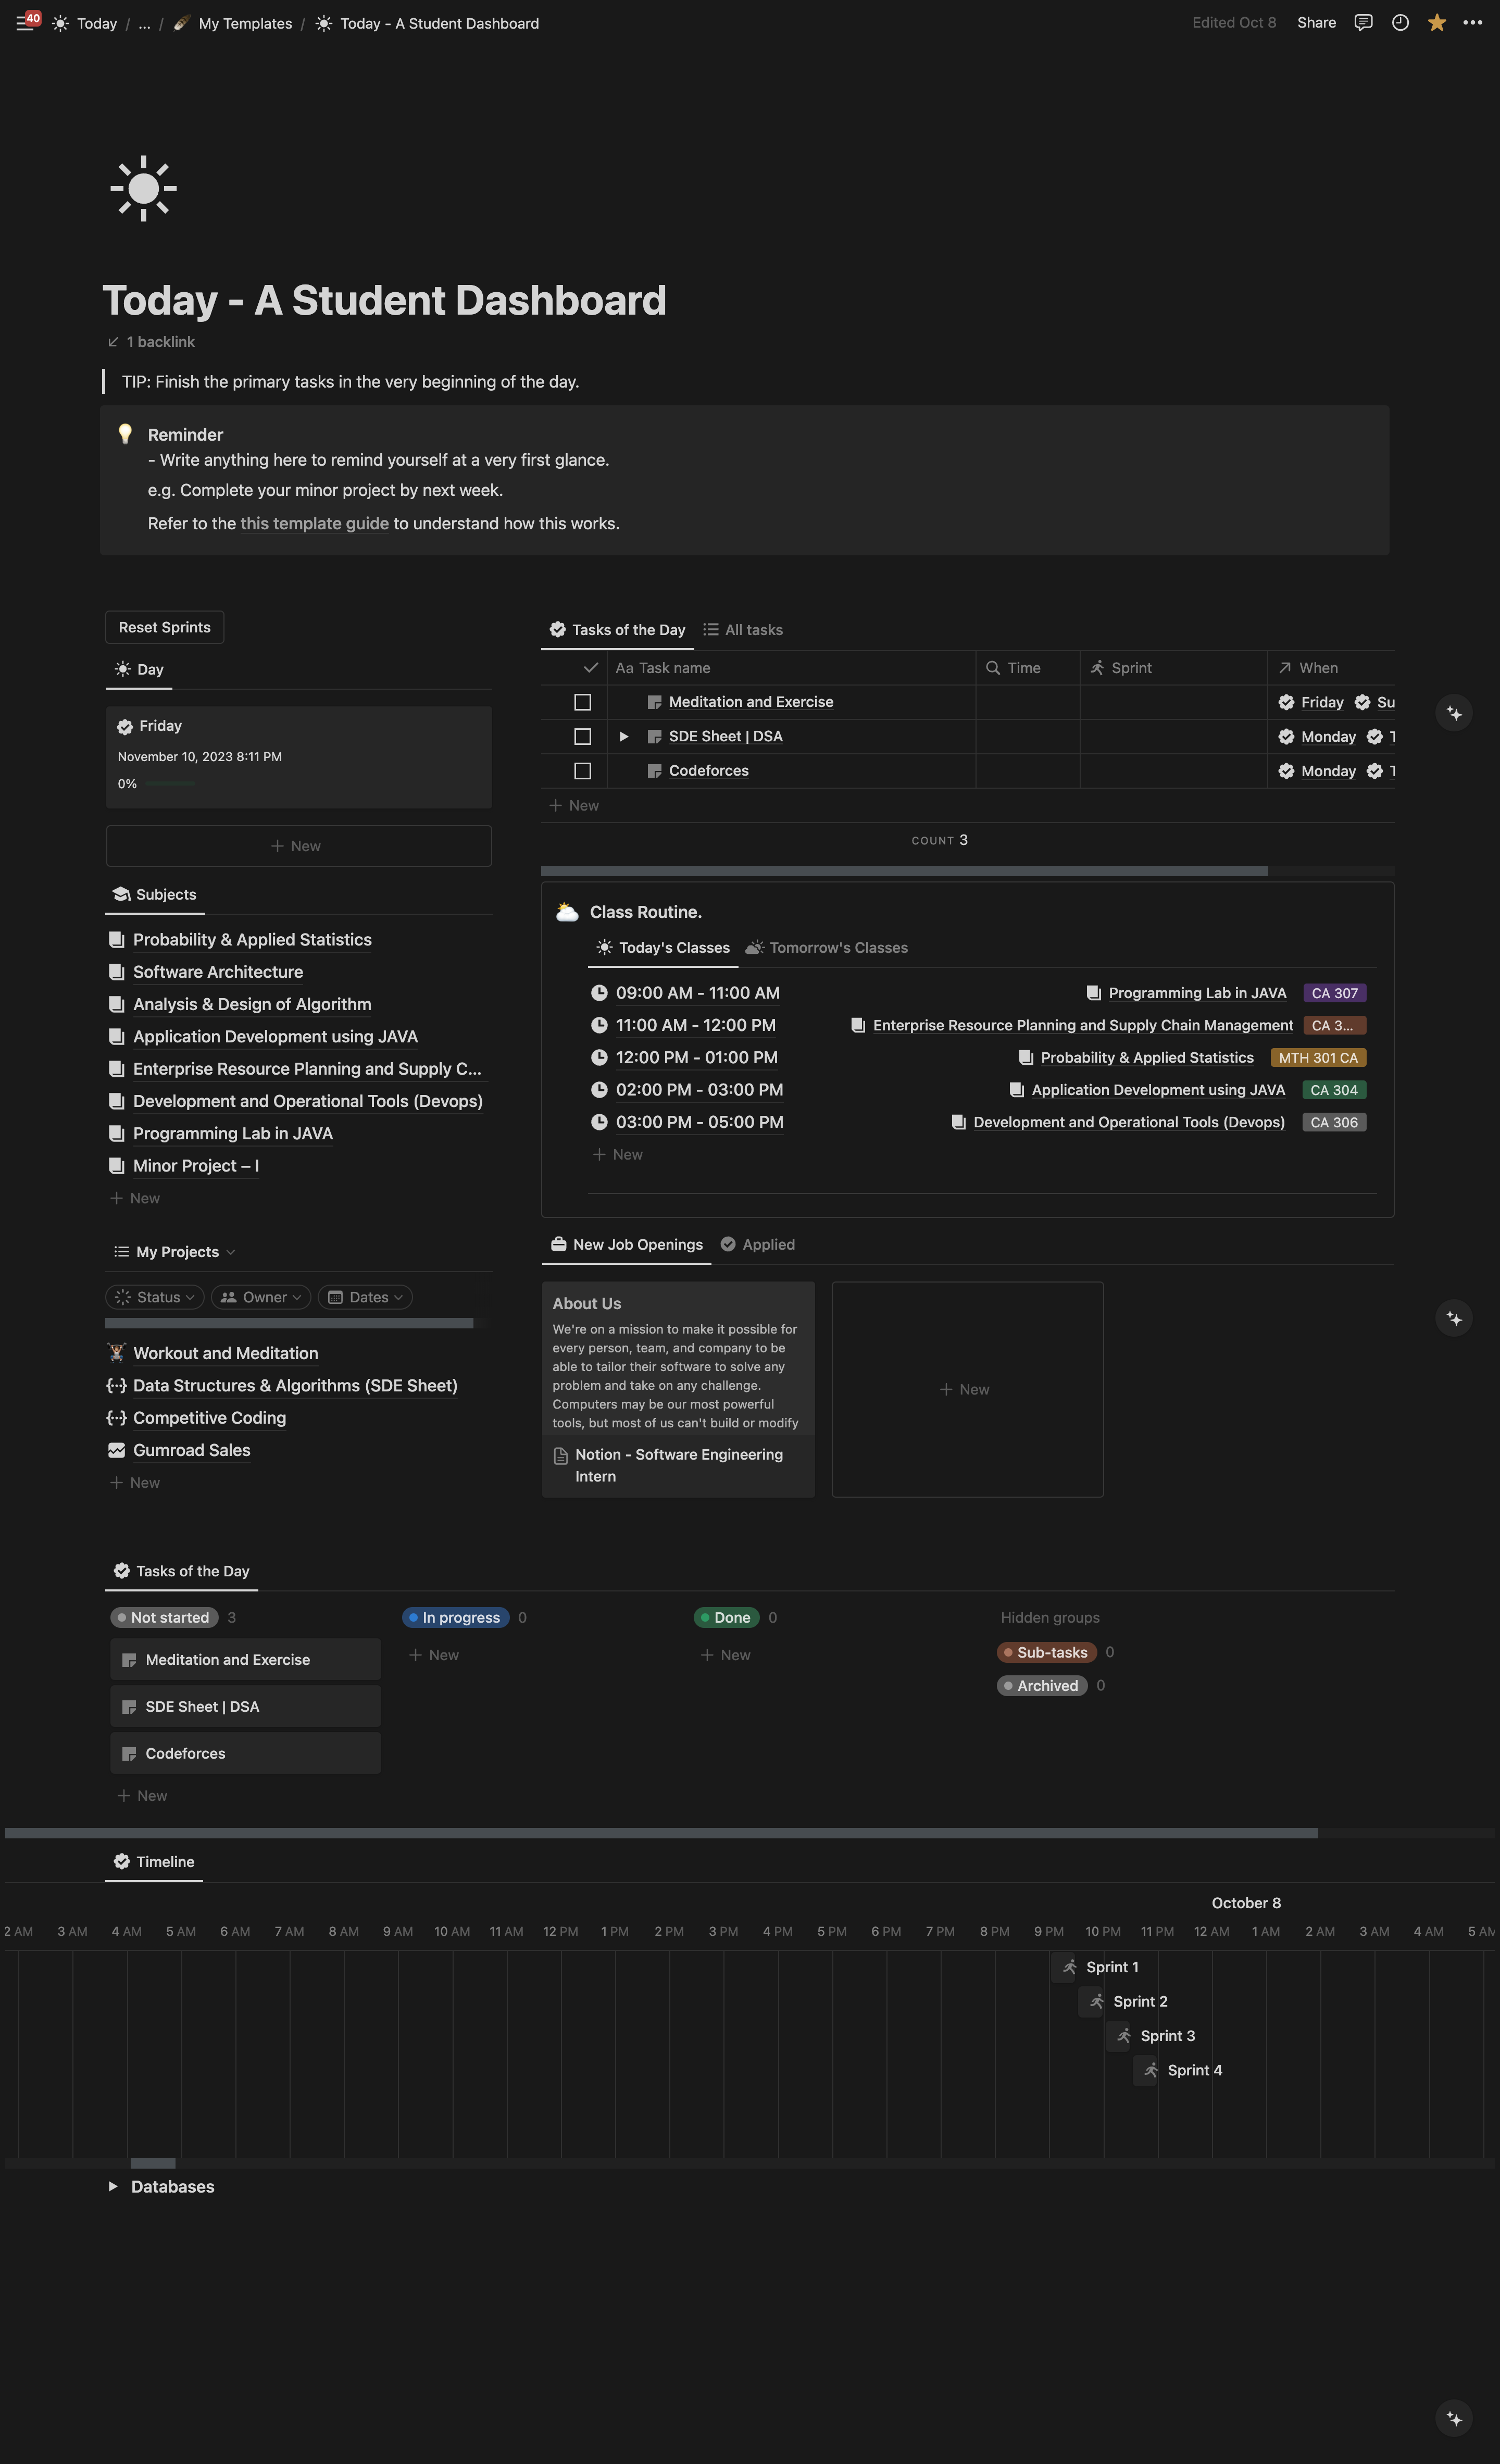 40
Today / ... / My Templates / Today - A Student Dashboard
Edited Oct 8
Share
Today - A Student Dashboard
1 backlink
TIP: Finish the primary tasks in the very beginning of the day.
Reminder
- Write anything here to remind yourself at a very first glance.
e.g. Complete your minor project by next week.
Refer to the this template guide to understand how this works.
Reset Sprints
Day
Friday
November 10, 2023 8:11 PM
0%
+ New
Subjects
Probability & Applied Statistics
Software Architecture
Analysis & Design of Algorithm
Application Development using JAVA
Enterprise Resource Planning and Supply C...
Development and Operational Tools (Devops)
Programming Lab in JAVA
Minor Project – I
+ New
My Projects
Status
Owner
Dates
Workout and Meditation
Data Structures & Algorithms (SDE Sheet)
Competitive Coding
Gumroad Sales
+ New
Tasks of the Day
All tasks
Aa Task name
Time
Sprint
When
Meditation and Exercise
Friday
Su
SDE Sheet | DSA
Monday
T
Codeforces
Monday
T
+ New
COUNT 3
Class Routine.
Today's Classes
Tomorrow's Classes
09:00 AM - 11:00 AM
Programming Lab in JAVA
CA 307
11:00 AM - 12:00 PM
Enterprise Resource Planning and Supply Chain Management
CA 3...
12:00 PM - 01:00 PM
Probability & Applied Statistics
MTH 301 CA
02:00 PM - 03:00 PM
Application Development using JAVA
CA 304
03:00 PM - 05:00 PM
Development and Operational Tools (Devops)
CA 306
+ New
New Job Openings
Applied
About Us
We're on a mission to make it possible for
every person, team, and company to be
able to tailor their software to solve any
problem and take on any challenge.
Computers may be our most powerful
tools, but most of us can't build or modify
Notion - Software Engineering
Intern
+ New
Tasks of the Day
Not started 3
Meditation and Exercise
SDE Sheet | DSA
Codeforces
+ New
In progress 0
+ New
Done 0
+ New
Hidden groups
Sub-tasks 0
Archived 0
Timeline
October 8
2 AM 3 AM 4 AM 5 AM 6 AM 7 AM 8 AM 9 AM 10 AM 11 AM 12 PM 1 PM 2 PM 3 PM 4 PM 5 PM 6 PM 7 PM 8 PM 9 PM 10 PM 11 PM 12 AM 1 AM 2 AM 3 AM 4 AM 5 AM
Sprint 1
Sprint 2
Sprint 3
Sprint 4
Databases